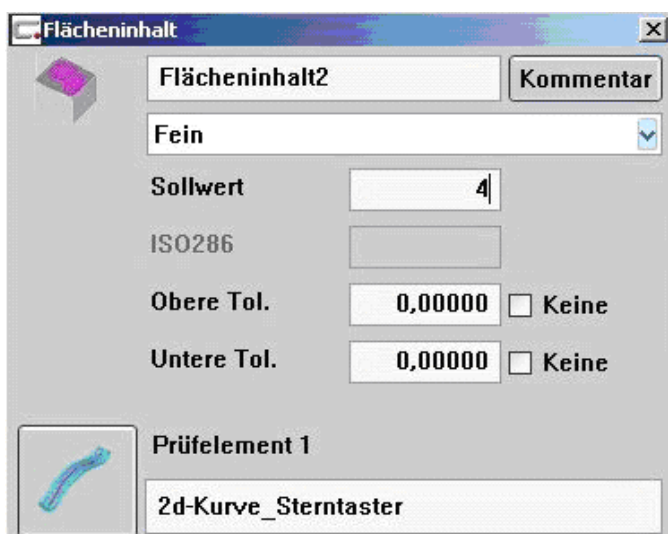 Flächeninhalt
Flächeninhalt2 Kommentar
Fein
Sollwert 4
ISO286
Obere Tol. 0,00000 Keine
Untere Tol. 0,00000 Keine
Prüfelement 1
2d-Kurve_Sterntaster